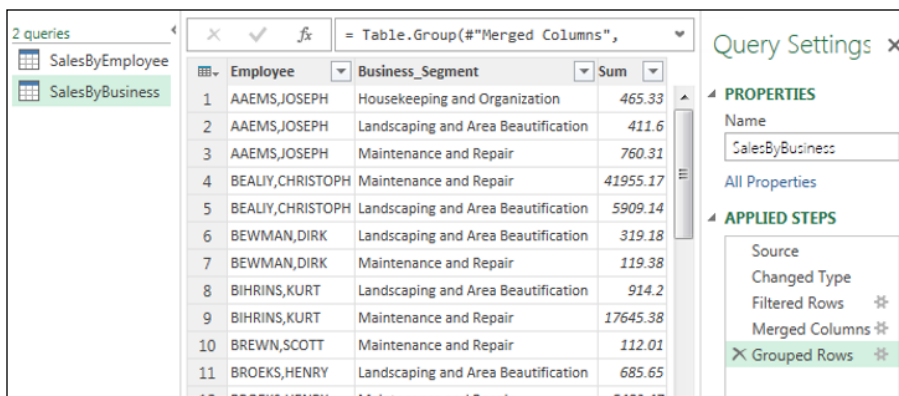 2 queries
SalesByEmployee
SalesByBusiness
fx = Table.Group(#"Merged Columns",
Employee Business_Segment Sum
1 AAEMS,JOSEPH Housekeeping and Organization 465.33
2 AAEMS,JOSEPH Landscaping and Area Beautification 411.6
3 AAEMS,JOSEPH Maintenance and Repair 760.31
4 BEALIY,CHRISTOPH Maintenance and Repair 41955.17
5 BEALIY,CHRISTOPH Landscaping and Area Beautification 5909.14
6 BEWMAN,DIRK Landscaping and Area Beautification 319.18
7 BEWMAN,DIRK Maintenance and Repair 119.38
8 BIHRINS,KURT Landscaping and Area Beautification 914.2
9 BIHRINS,KURT Maintenance and Repair 17645.38
10 BREWN,SCOTT Maintenance and Repair 112.01
11 BROEKS,HENRY Landscaping and Area Beautification 685.65
Query Settings
PROPERTIES
Name
SalesByBusiness
All Properties
APPLIED STEPS
Source
Changed Type
Filtered Rows
Merged Columns
Grouped Rows